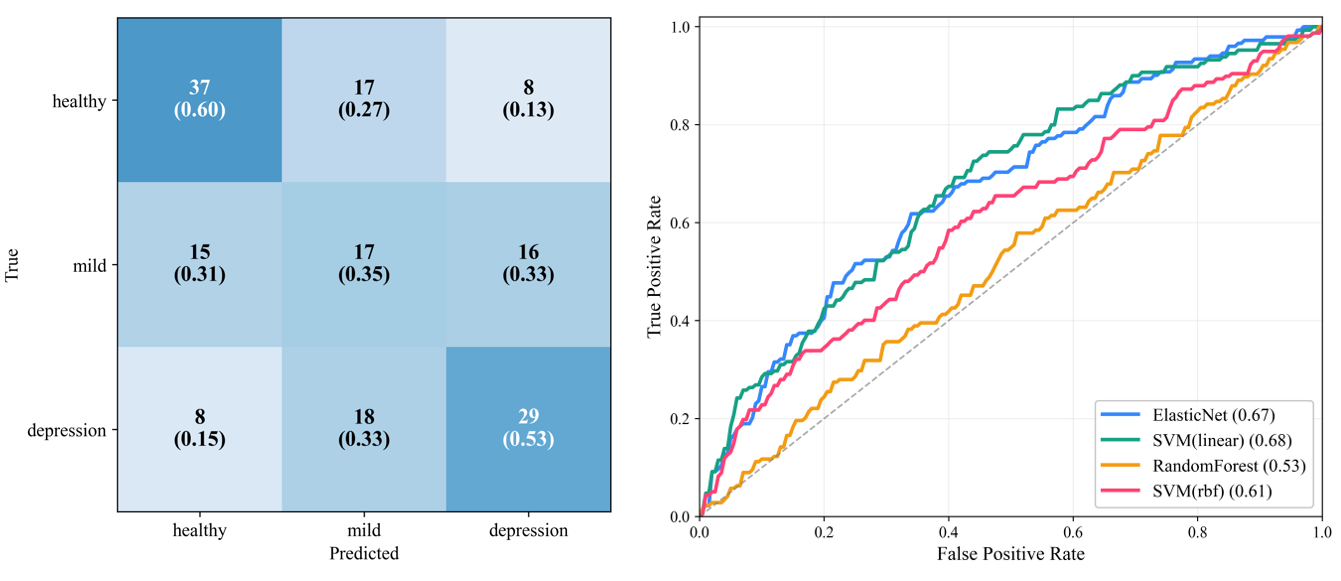 True
healthy
37
(0.60)
17
(0.27)
8
(0.13)
mild
15
(0.31)
17
(0.35)
16
(0.33)
depression
8
(0.15)
18
(0.33)
29
(0.53)
healthy
mild
depression
Predicted
True Positive Rate
1.0
0.8
0.6
0.4
0.2
0.0
ElasticNet (0.67)
SVM(linear) (0.68)
RandomForest (0.53)
SVM(rbf) (0.61)
0.0
0.2
0.4
0.6
0.8
1.0
False Positive Rate